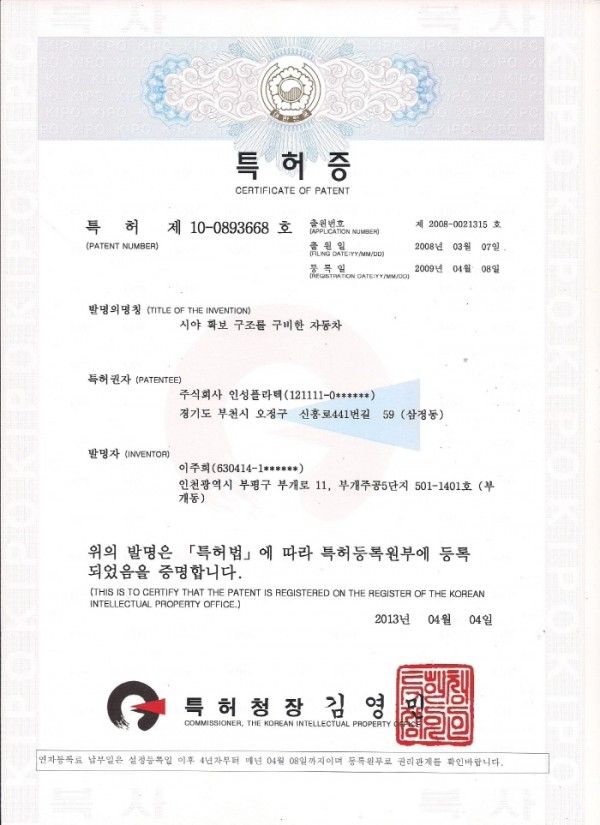 복사
대한민국
특허증
CERTIFICATE OF PATENT
특 허 제 10-0893668 호
(PATENT NUMBER)
출원번호 제 2008-0021315 호
(APPLICATION NUMBER)
출원일 2008년 03월 07일
(FILING DATE:YY/MM/DD)
등록일 2009년 04월 08일
(REGISTRATION DATE:YY/MM/DD)
발명의명칭 (TITLE OF THE INVENTION)
시야 확보 구조를 구비한 자동차
특허권자 (PATENTEE)
주식회사 인성플라텍(121111-0******)
경기도 부천시 오정구 신흥로441번길 59 (삼정동)
발명자 (INVENTOR)
이주희(630414-1******)
인천광역시 부평구 부개로 11, 부개주공5단지 501-1401호 (부
개동)
위의 발명은 「특허법」에 따라 특허등록원부에 등록
되었음을 증명합니다.
(THIS IS TO CERTIFY THAT THE PATENT IS REGISTERED ON THE REGISTER OF THE KOREAN
INTELLECTUAL PROPERTY OFFICE.)
2013년 04월 04일
특허청장 김영민
COMMISSIONER, THE KOREAN INTELLECTUAL PROPERTY OFFICE
연차등록료 납부일은 설정등록일 이후 4년차부터 매년 04월 08일까지이며 등록원부로 권리관계를 확인바랍니다.
복사